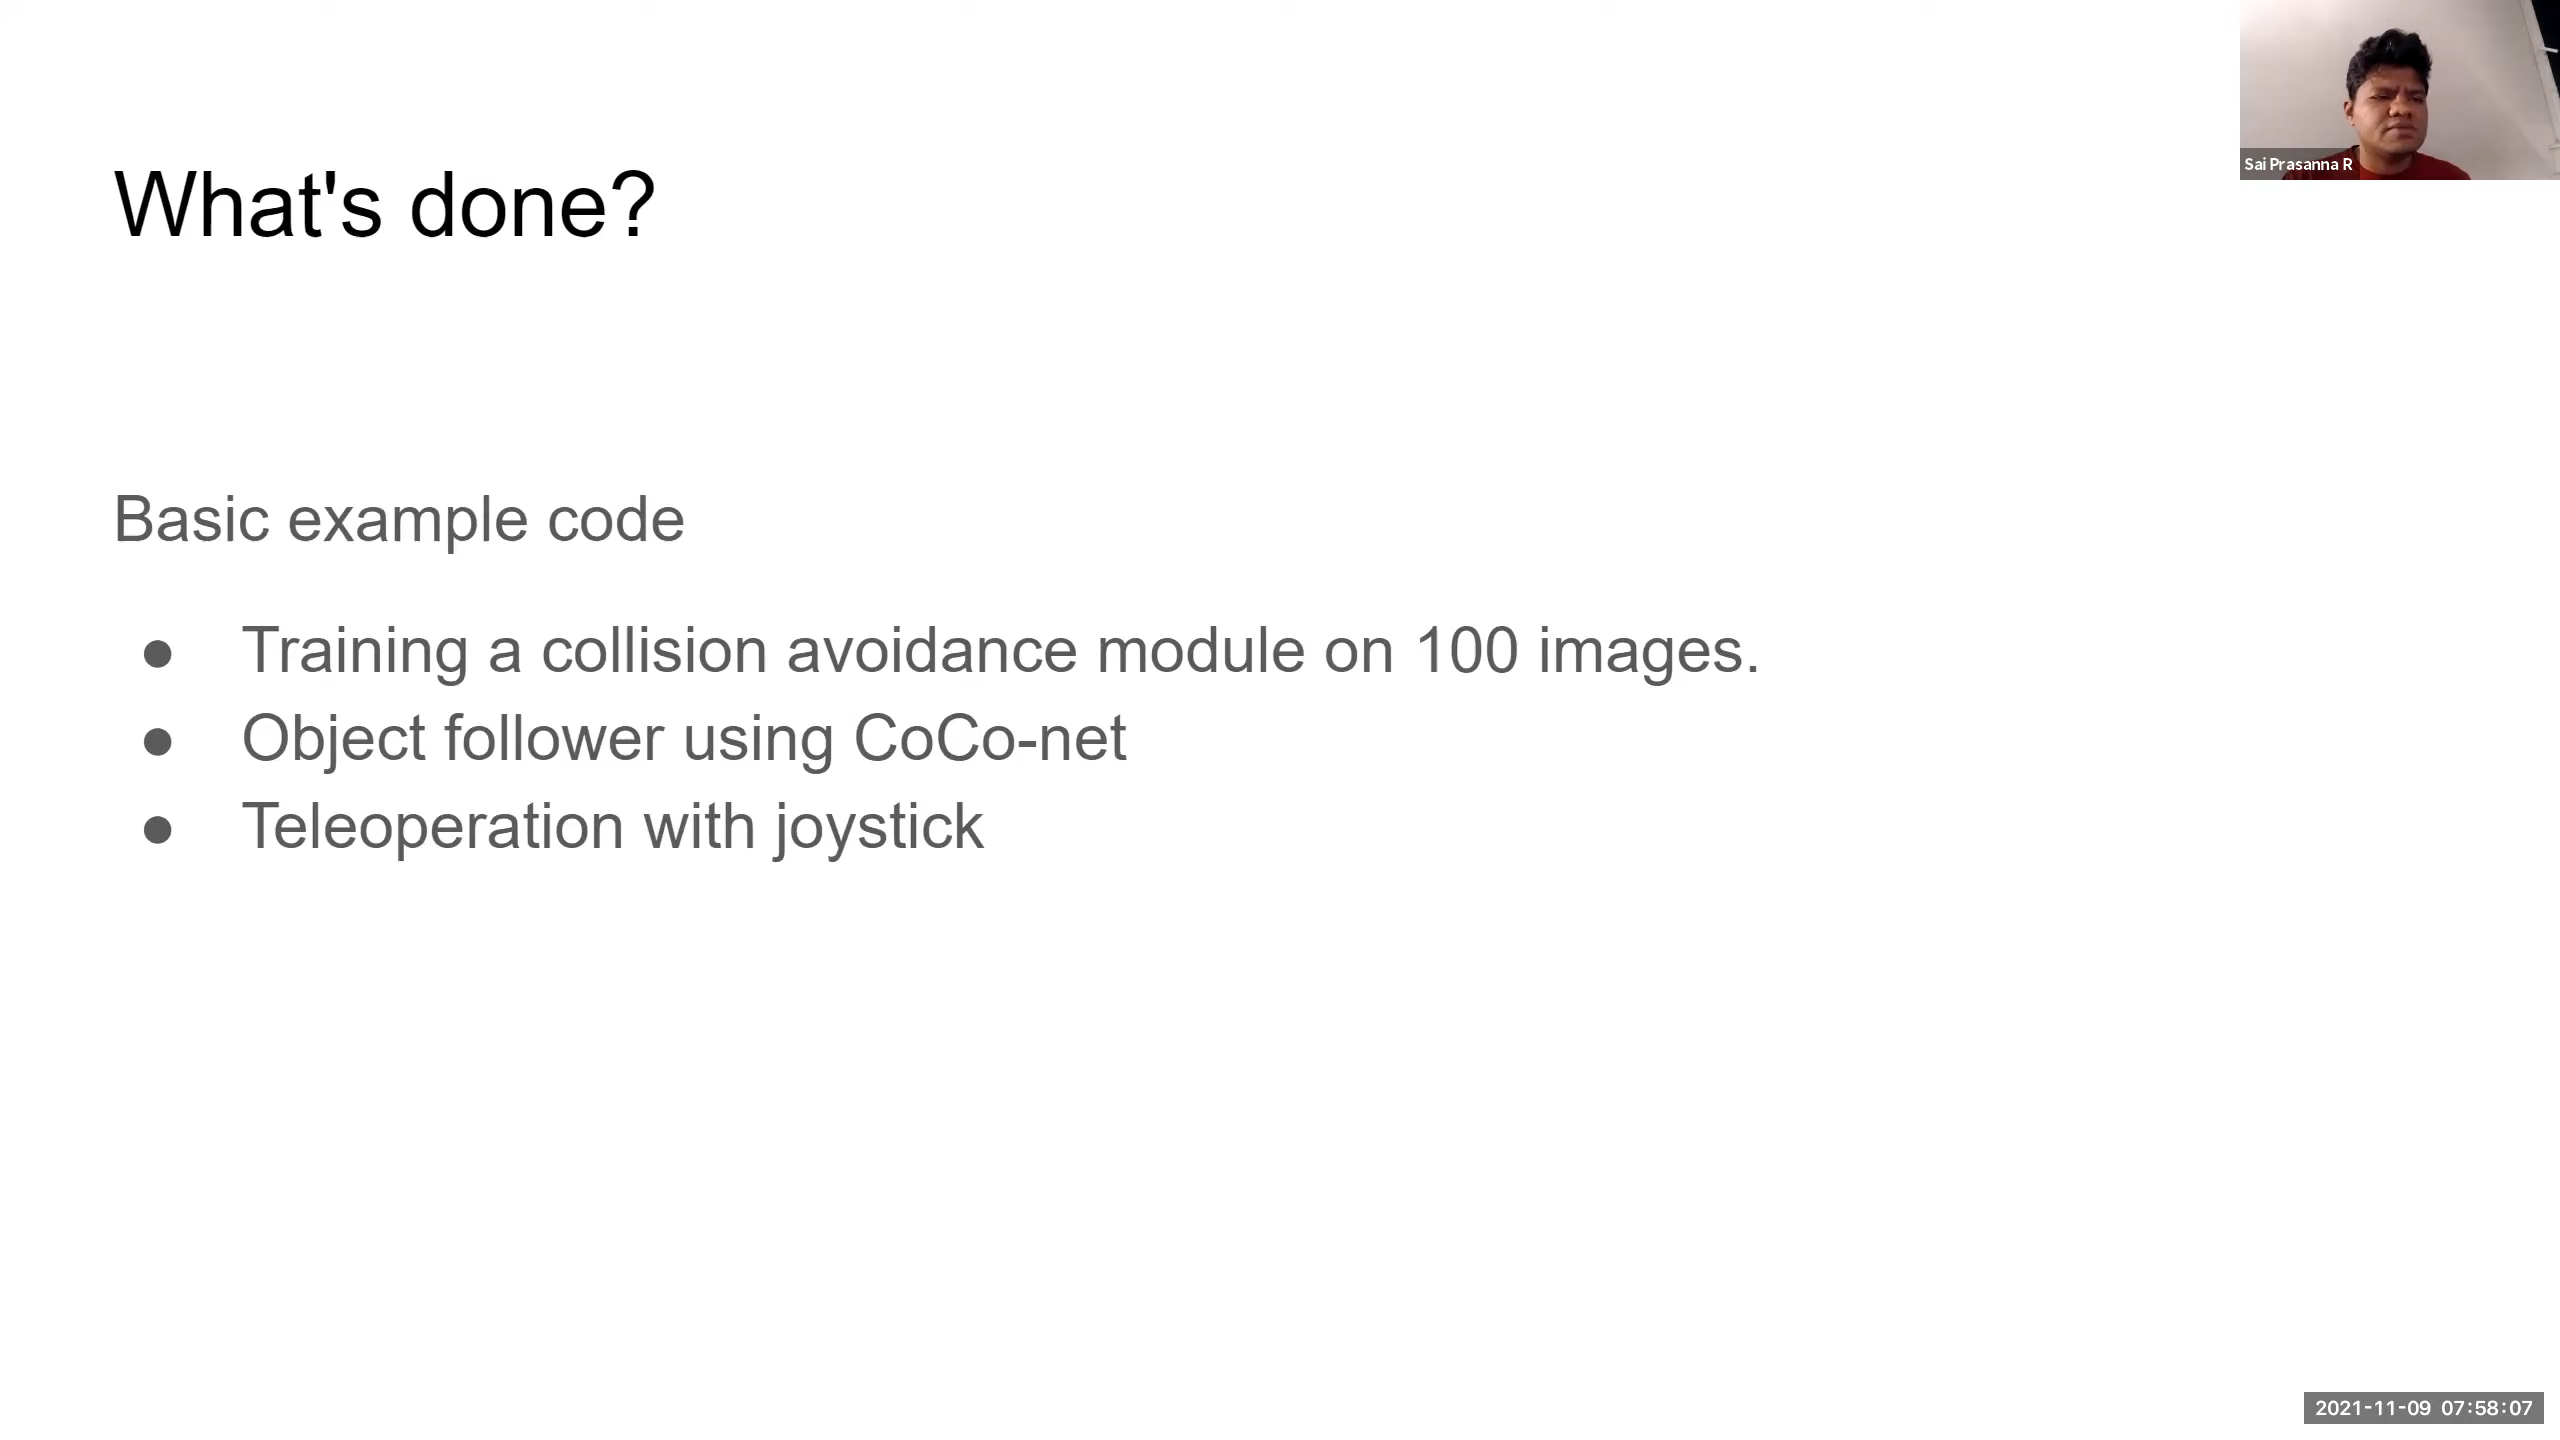 Sai Prasanna R
What's done?
Basic example code
● Training a collision avoidance module on 100 images.
● Object follower using CoCo-net
● Teleoperation with joystick
2021-11-09 07:58:07